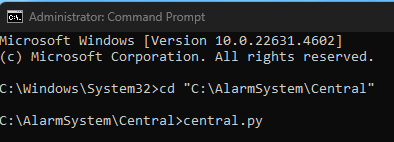 Administrator: Command Prompt
Microsoft Windows [Version 10.0.22631.4602]
(c) Microsoft Corporation. All rights reserved.
C:\Windows\System32>cd "C:\AlarmSystem\Central"
C:\AlarmSystem\Central>central.py